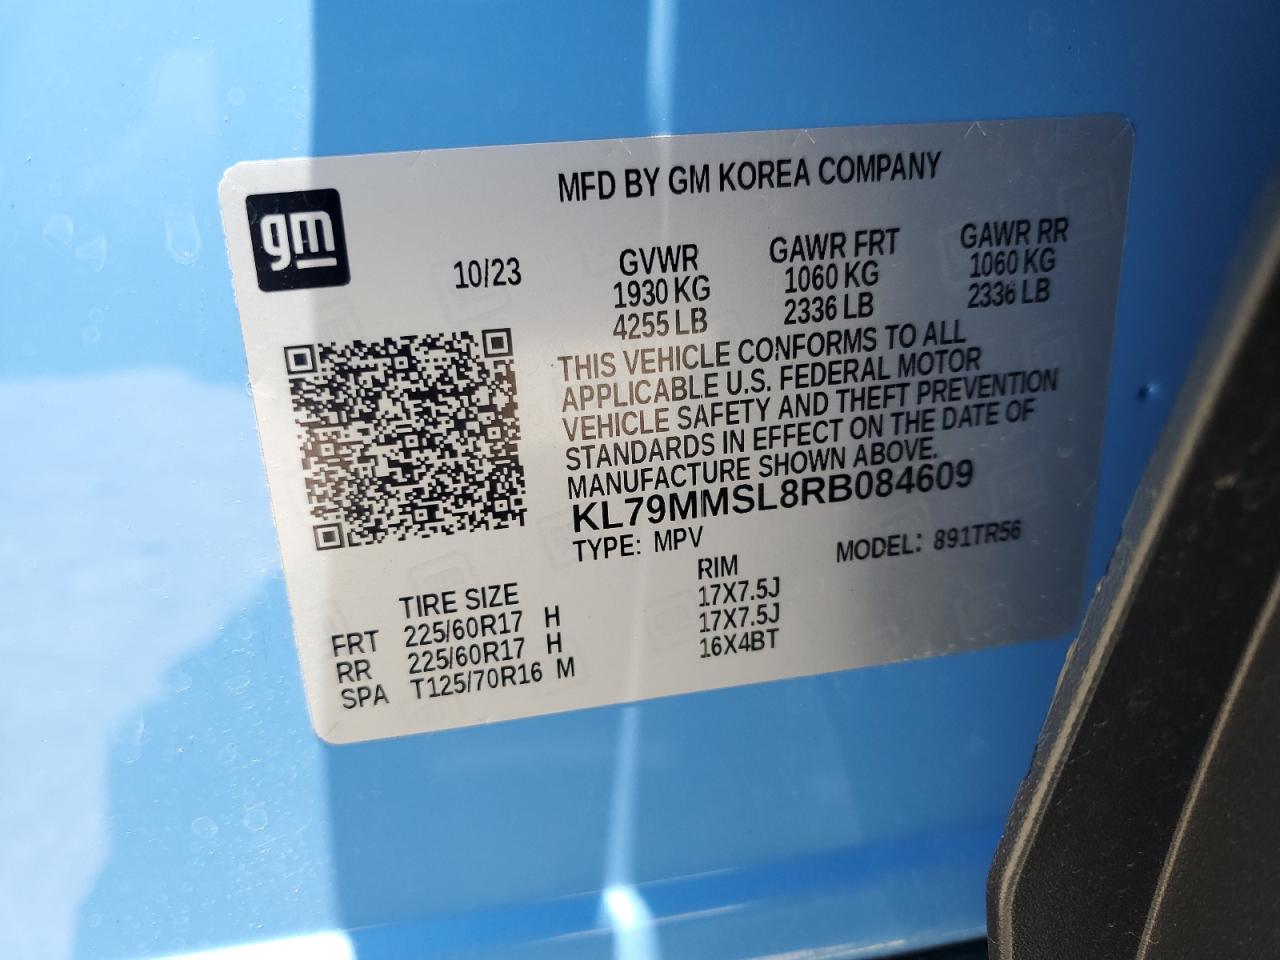 MFD BY GM KOREA COMPANY
gm
10/23
GVWR GAWR FRT GAWR RR
1930 KG 1060 KG 1060 KG
4255 LB 2336 LB 2336 LB
THIS VEHICLE CONFORMS TO ALL
APPLICABLE U.S. FEDERAL MOTOR
VEHICLE SAFETY AND THEFT PREVENTION
STANDARDS IN EFFECT ON THE DATE OF
MANUFACTURE SHOWN ABOVE.
KL79MMSL8RB084609
TYPE: MPV MODEL: 891TR56
TIRE SIZE RIM
FRT 225/60R17 H 17X7.5J
RR 225/60R17 H 17X7.5J
SPA T125/70R16 M 16X4BT